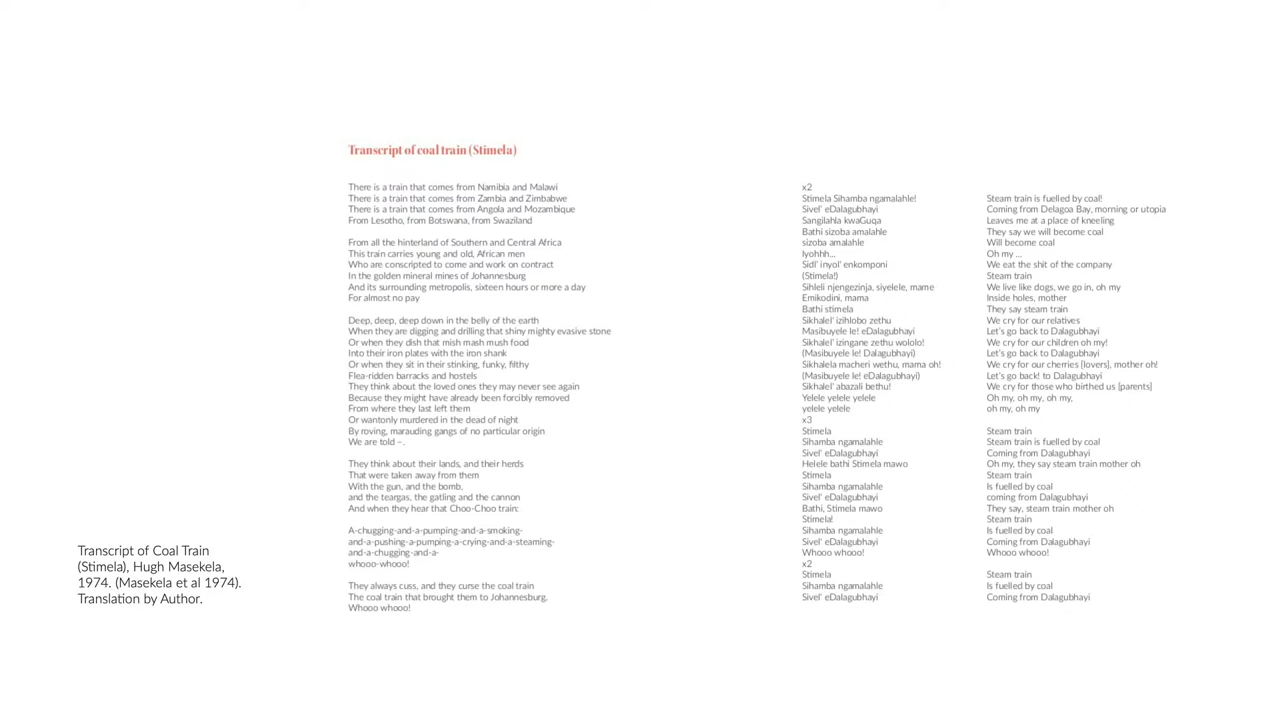 Transcript of coal train (Stimela)
There is a train that comes from Namibia and Malawi
There is a train that comes from Zambia and Zimbabwe
There is a train that comes from Angola and Mozambique
From Lesotho, from Botswana, from Swaziland
From all the hinterland of Southern and Central Africa
This train carries young and old, African men
Who are conscripted to come and work on contract
In the golden mineral mines of Johannesburg
And its surrounding metropolis, sixteen hours or more a day
For almost no pay
Deep, deep, deep down in the belly of the earth
When they are digging and drilling that shiny mighty evasive stone
Or when they dish that mish mash mush food
Into their iron plates with the iron shank
Or when they sit in their stinking, funky, filthy
Flea-ridden barracks and hostels
They think about the loved ones they may never see again
Because they might have already been forcibly removed
From where they last left them
Or wantonly murdered in the dead of night
By roving, marauding gangs of no particular origin
We are told –.
They think about their lands, and their herds
That were taken away from them
With the gun, and the bomb,
and the teargas, the gatling and the cannon
And when they hear that Choo-Choo train:
A-chugging-and-a-pumping-and-a-smoking-
and-a-pushing-a-pumping-a-crying-and-a-steaming-
and-a-chugging-and-a-
whooo-whooo!
They always cuss, and they curse the coal train
The coal train that brought them to Johannesburg.
Whooo whooo!
x2
Stimela Sihamba ngamalahle!
Sivel' eDalagubhayi
Sangilahla kwaGuqa
Bathi sizoba amalahle
sizoba amalahle
Iyohhh...
Sidl' inyol' enkomponi
(Stimela!)
Sihleli njengezinja, siyelele, mame
Emikodini, mama
Bathi stimela
Sikhalel' izihlobo zethu
Masibuyele le! eDalagubhayi
Sikhalel' izingane zethu wololo!
(Masibuyele le! Dalagubhayi)
Sikhalela macheri wethu, mama oh!
(Masibuyele le! eDalagubhayi)
Sikhalel' abazali bethu!
Yelele yelele yelele
yelele yelele
x3
Stimela
Sihamba ngamalahle
Sivel' eDalagubhayi
Helele bathi Stimela mawo
Stimela
Sihamba ngamalahle
Sivel' eDalagubhayi
Bathi, Stimela mawo
Stimela!
Sihamba ngamalahle
Sivel' eDalagubhayi
Whooo whooo!
x2
Stimela
Sihamba ngamalahle
Sivel' eDalagubhayi
Steam train is fuelled by coal!
Coming from Delagoa Bay, morning or utopia
Leaves me at a place of kneeling
They say we will become coal
Will become coal
Oh my ...
We eat the shit of the company
Steam train
We live like dogs, we go in, oh my
Inside holes, mother
They say steam train
We cry for our relatives
Let's go back to Dalagubhayi
We cry for our children oh my!
Let's go back to Dalagubhayi
We cry for our cherries [lovers], mother oh!
Let's go back! to Dalagubhayi
We cry for those who birthed us [parents]
Oh my, oh my, oh my,
oh my, oh my
Steam train
Steam train is fuelled by coal
Coming from Dalagubhayi
Oh my, they say steam train mother oh
Steam train
Is fuelled by coal
coming from Dalagubhayi
They say, steam train mother oh
Steam train
Is fuelled by coal
Coming from Dalagubhayi
Whooo whooo!
Steam train
Is fuelled by coal
Coming from Dalagubhayi
Transcript of Coal Train
(Stimela), Hugh Masekela,
1974. (Masekela et al 1974).
Translation by Author.